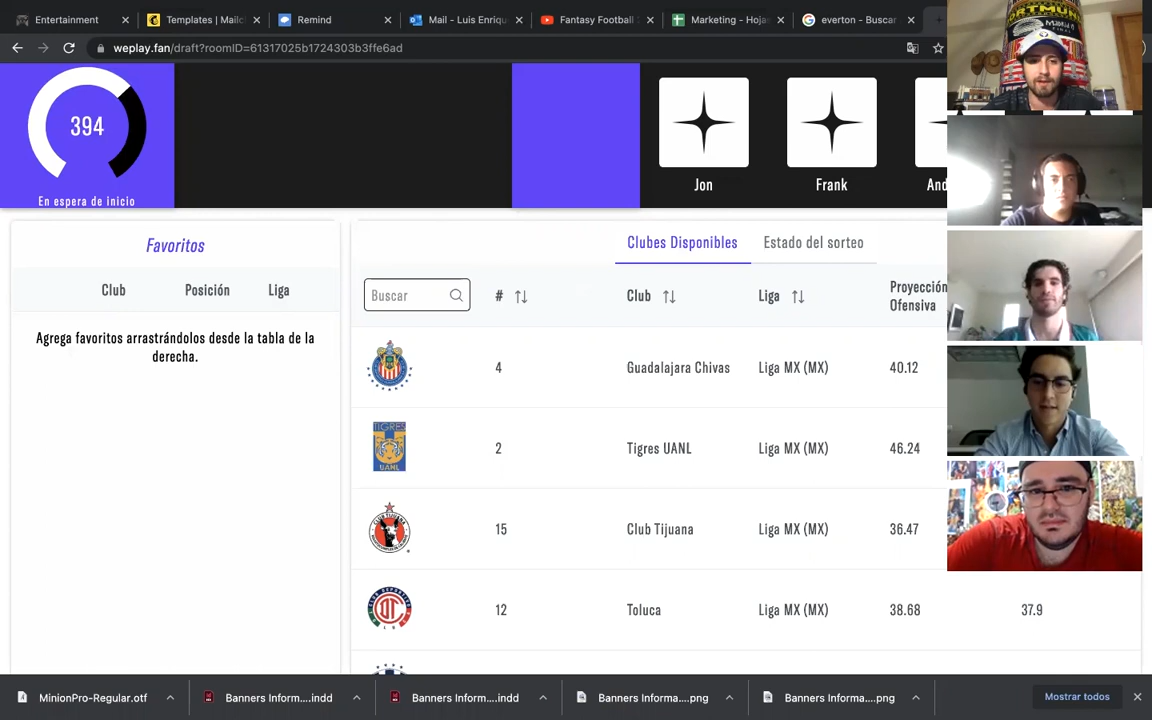 Entertainment
Templates | Mailc
Remind
Mail - Luis Enriqu
Fantasy Football
Marketing - Hojas
everton - Buscar
weplay.fan/draft?roomID=61317025b1724303b3ffe6ad
394
En espera de inicio
Jon
Frank
And
Favoritos
Club Posición Liga
Agrega favoritos arrastrándolos desde la tabla de la
derecha.
Clubes Disponibles Estado del sorteo
Buscar # Club Liga Proyección
Ofensiva
4 Guadalajara Chivas Liga MX (MX) 40.12
TIGRES
UANL
2 Tigres UANL Liga MX (MX) 46.24
15 Club Tijuana Liga MX (MX) 36.47
12 Toluca Liga MX (MX) 38.68 37.9
MinionPro-Regular.otf
Banners Inform....indd
Banners Inform....indd
Banners Informa....png
Banners Informa....png
Mostrar todos